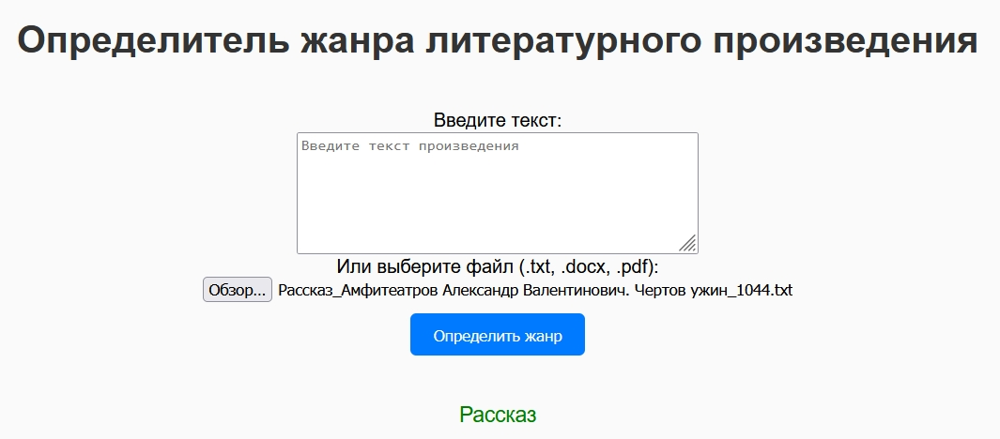 Определитель жанра литературного произведения
Введите текст:
Введите текст произведения
Или выберите файл (.txt, .docx, .pdf):
Обзор... Рассказ_Амфитеатров Александр Валентинович. Чертов ужин_1044.txt
Определить жанр
Рассказ